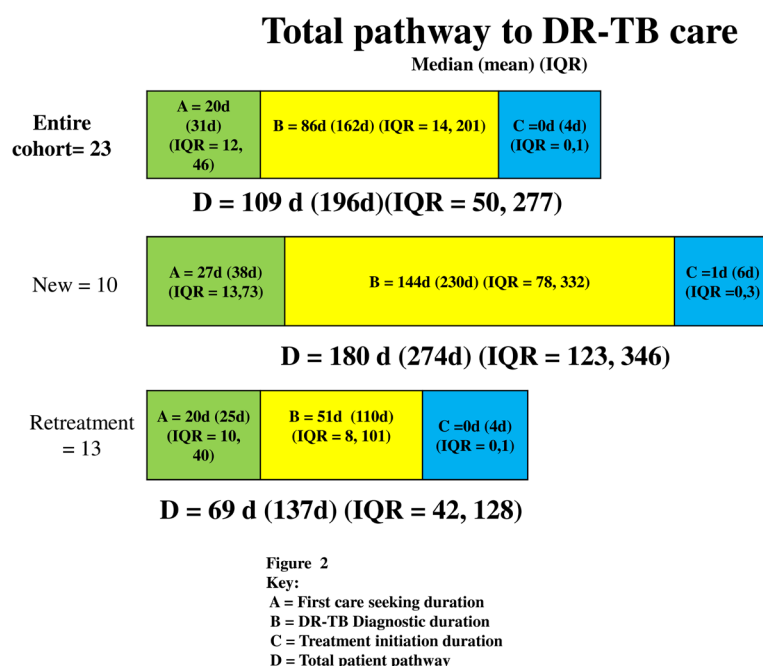 Total pathway to DR-TB care
Median (mean) (IQR)
Entire
cohort= 23
A = 20d
(31d)
(IQR = 12,
46)
B = 86d (162d) (IQR = 14, 201)
C =0d (4d)
(IQR = 0,1)
D = 109 d (196d)(IQR = 50, 277)
New = 10
A = 27d (38d)
(IQR = 13,73)
B = 144d (230d) (IQR = 78, 332)
C =1d (6d)
(IQR =0,3)
D = 180 d (274d) (IQR = 123, 346)
Retreatment
= 13
A = 20d (25d)
(IQR = 10,
40)
B = 51d (110d)
(IQR = 8, 101)
C =0d (4d)
(IQR = 0,1)
D = 69 d (137d) (IQR = 42, 128)
Figure 2
Key:
A = First care seeking duration
B = DR-TB Diagnostic duration
C = Treatment initiation duration
D = Total patient pathway